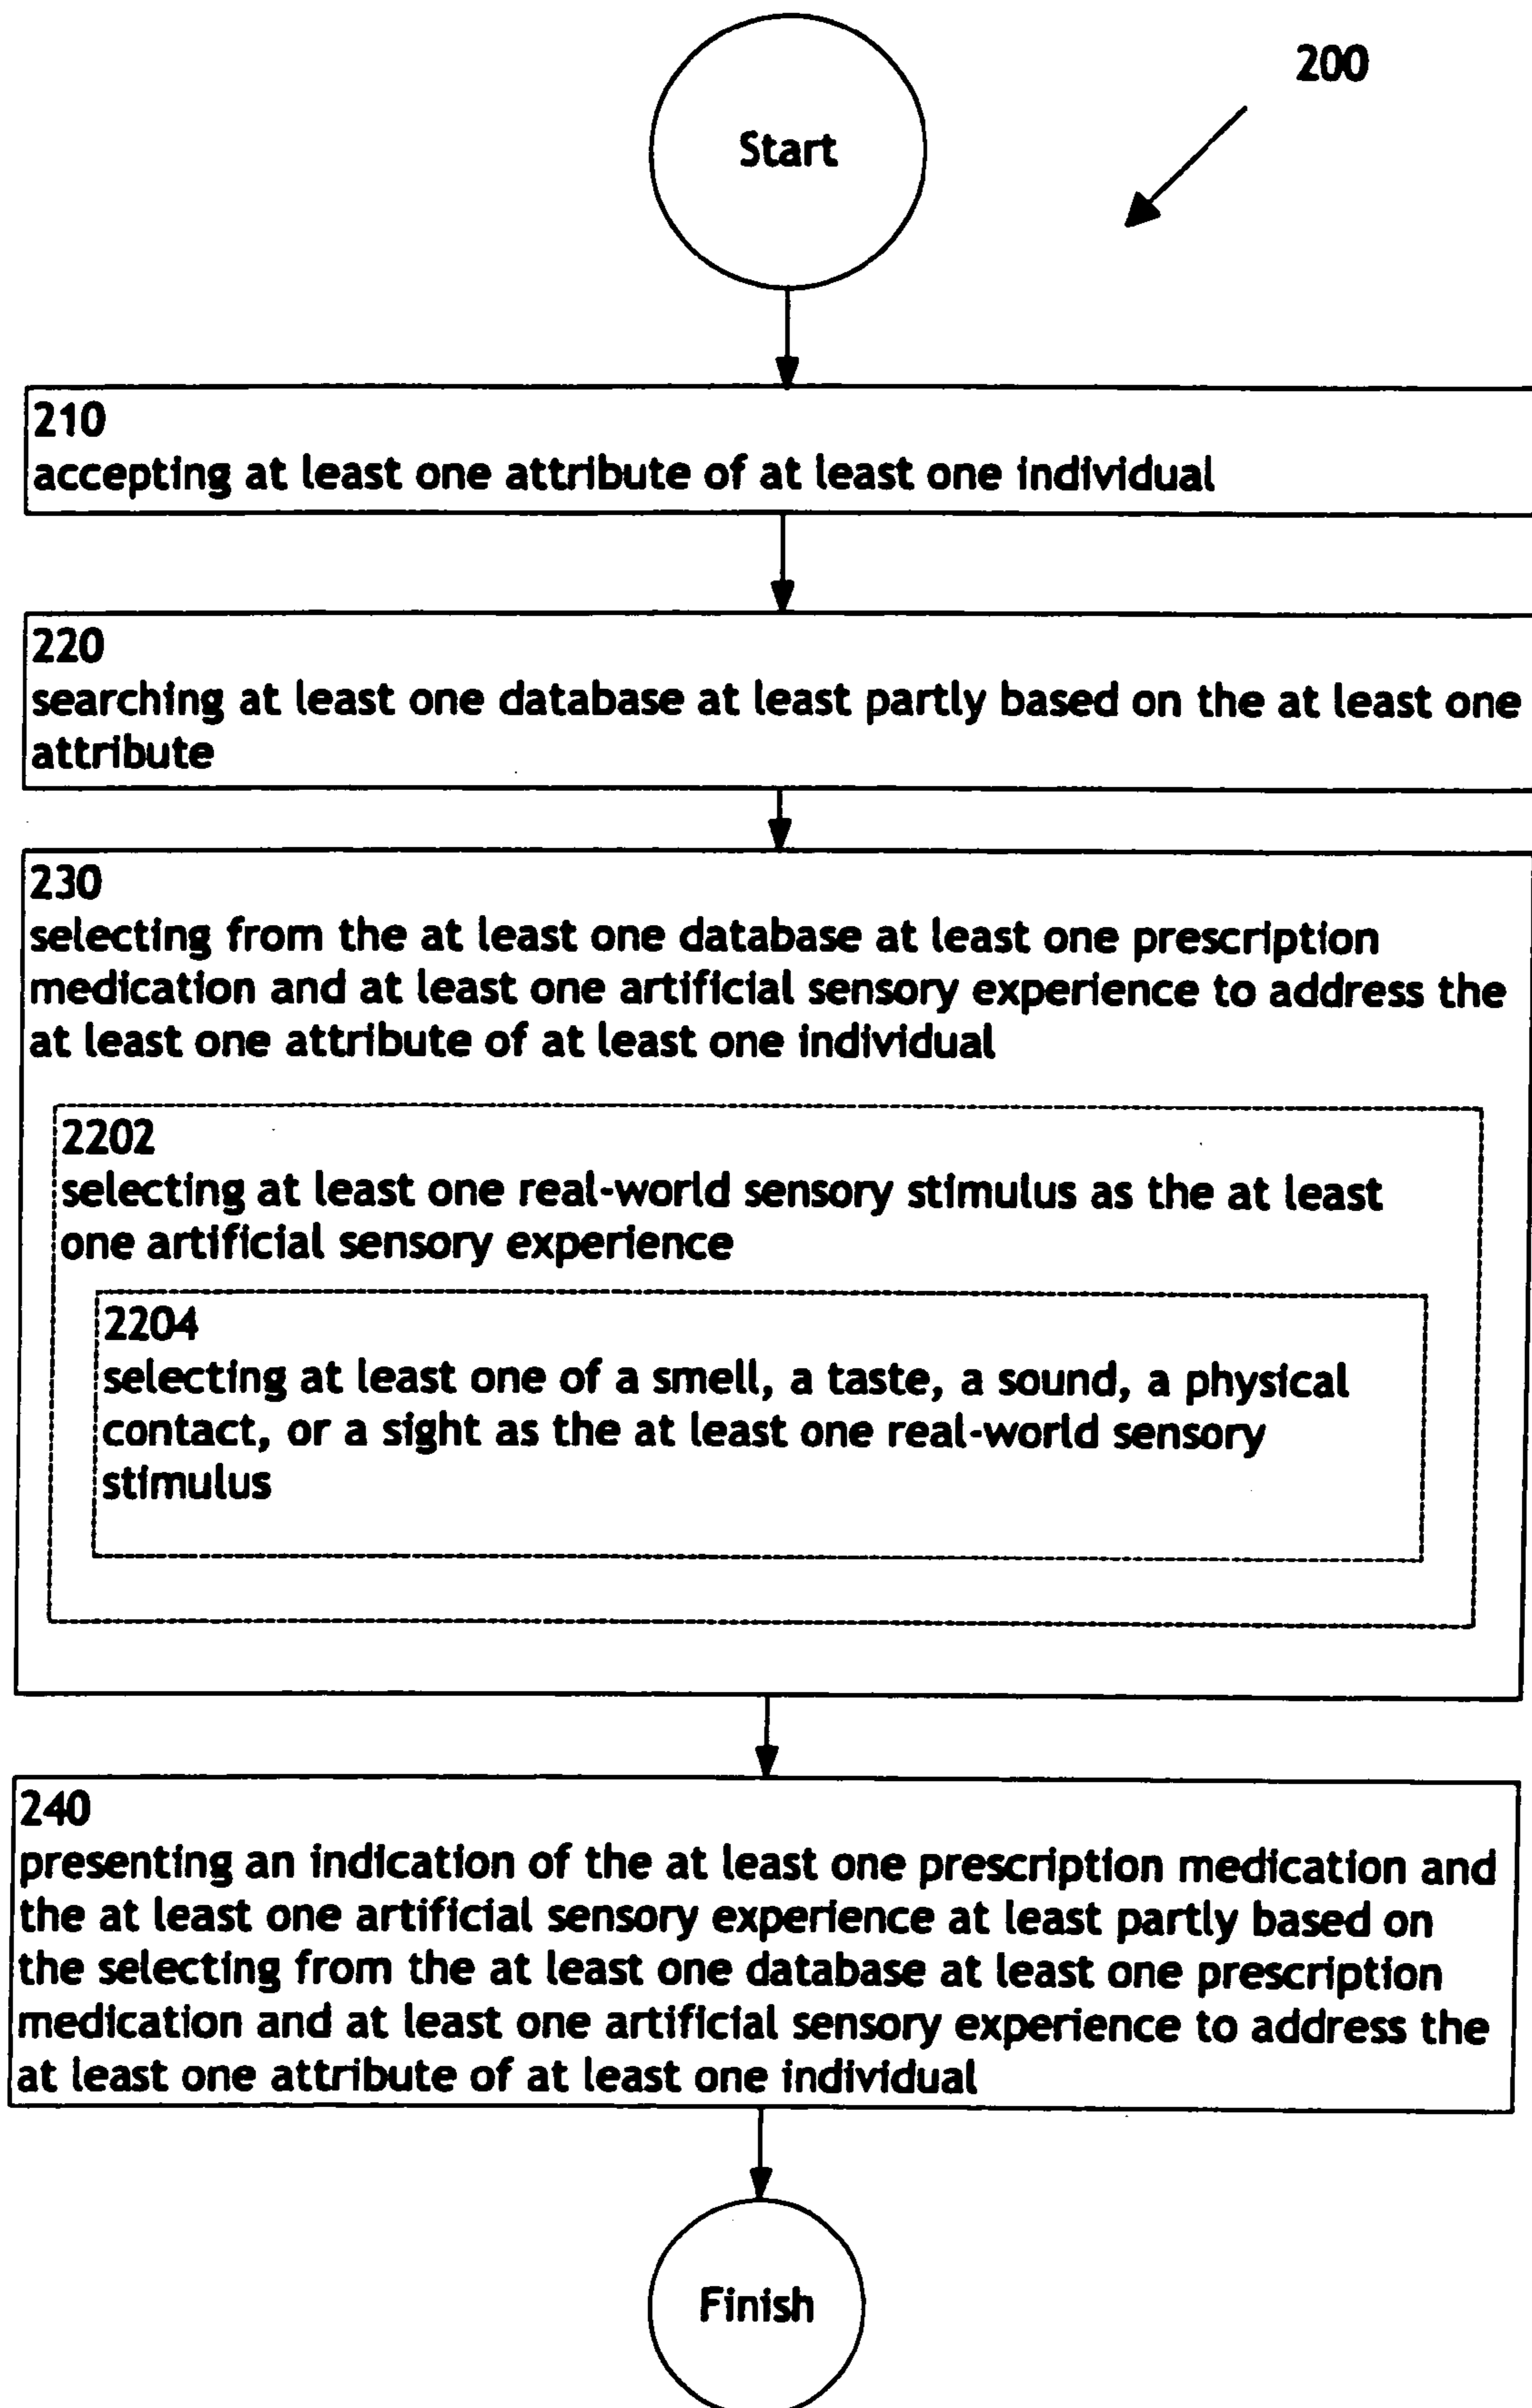 200
Start
210
accepting at least one attribute of at least one individual
220
searching at least one database at least partly based on the at least one
attribute
230
selecting from the at least one database at least one prescription
medication and at least one artificial sensory experience to address the
at least one attribute of at least one individual
2202
selecting at least one real-world sensory stimulus as the at least
one artificial sensory experience
2204
selecting at least one of a smell, a taste, a sound, a physical
contact, or a sight as the at least one real-world sensory
stimulus
240
presenting an indication of the at least one prescription medication and
the at least one artificial sensory experience at least partly based on
the selecting from the at least one database at least one prescription
medication and at least one artificial sensory experience to address the
at least one attribute of at least one individual
Finish